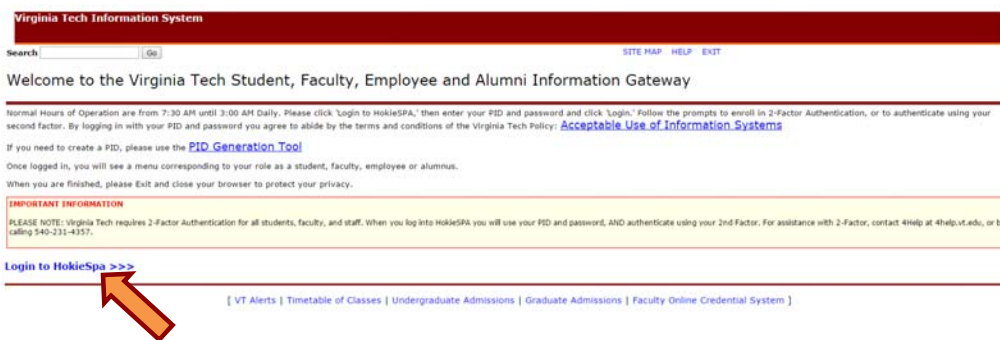 Virginia Tech Information System
Search Go SITE MAP HELP EXIT
Welcome to the Virginia Tech Student, Faculty, Employee and Alumni Information Gateway
Normal Hours of Operation are from 7:30 AM until 3:00 AM Daily. Please click 'Login to HokieSPA,' then enter your PID and password and click 'Login.' Follow the prompts to enroll in 2-Factor Authentication, or to authenticate using your
second factor. By logging in with your PID and password you agree to abide by the terms and conditions of the Virginia Tech Policy: Acceptable Use of Information Systems
If you need to create a PID, please use the PID Generation Tool
Once logged in, you will see a menu corresponding to your role as a student, faculty, employee or alumnus.
When you are finished, please Exit and close your browser to protect your privacy.
IMPORTANT INFORMATION
PLEASE NOTE: Virginia Tech requires 2-Factor Authentication for all students, faculty, and staff. When you log into HokieSPA you will use your PID and password, AND authenticate using your 2nd Factor. For assistance with 2-Factor, contact 4Help at 4help.vt.edu, or b
calling 540-231-4357.
Login to HokieSpa >>>
[ VT Alerts | Timetable of Classes | Undergraduate Admissions | Graduate Admissions | Faculty Online Credential System ]